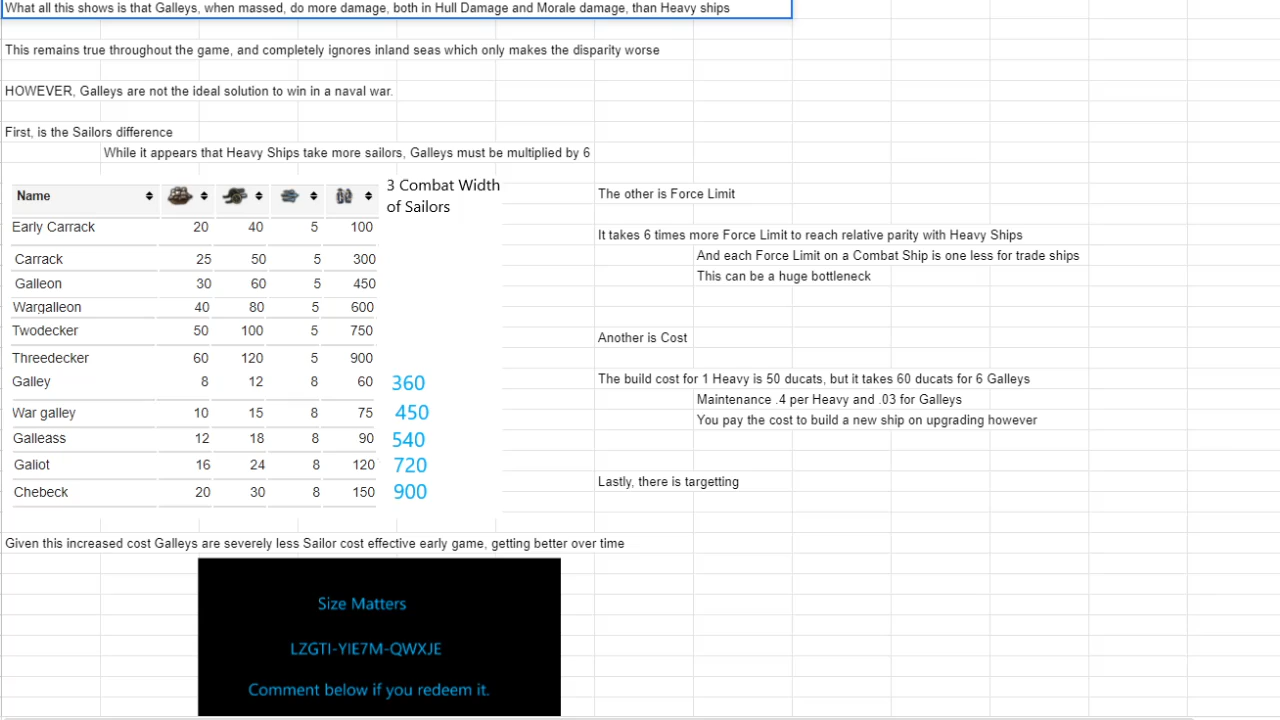 What all this shows is that Galleys, when massed, do more damage, both in Hull Damage and Morale damage, than Heavy ships
This remains true throughout the game, and completely ignores inland seas which only makes the disparity worse
HOWEVER, Galleys are not the ideal solution to win in a naval war.
First, is the Sailors difference
While it appears that Heavy Ships take more sailors, Galleys must be multiplied by 6
3 Combat Width
of Sailors
Name
Early Carrack 20 40 5 100
Carrack 25 50 5 300
Galleon 30 60 5 450
Wargalleon 40 80 5 600
Twodecker 50 100 5 750
Threedecker 60 120 5 900
Galley 8 12 8 60 360
War galley 10 15 8 75 450
Galleass 12 18 8 90 540
Galiot 16 24 8 120 720
Chebeck 20 30 8 150 900
The other is Force Limit
It takes 6 times more Force Limit to reach relative parity with Heavy Ships
And each Force Limit on a Combat Ship is one less for trade ships
This can be a huge bottleneck
Another is Cost
The build cost for 1 Heavy is 50 ducats, but it takes 60 ducats for 6 Galleys
Maintenance .4 per Heavy and .03 for Galleys
You pay the cost to build a new ship on upgrading however
Lastly, there is targetting
Given this increased cost Galleys are severely less Sailor cost effective early game, getting better over time
Size Matters
LZGTI-YIE7M-QWXJE
Comment below if you redeem it.